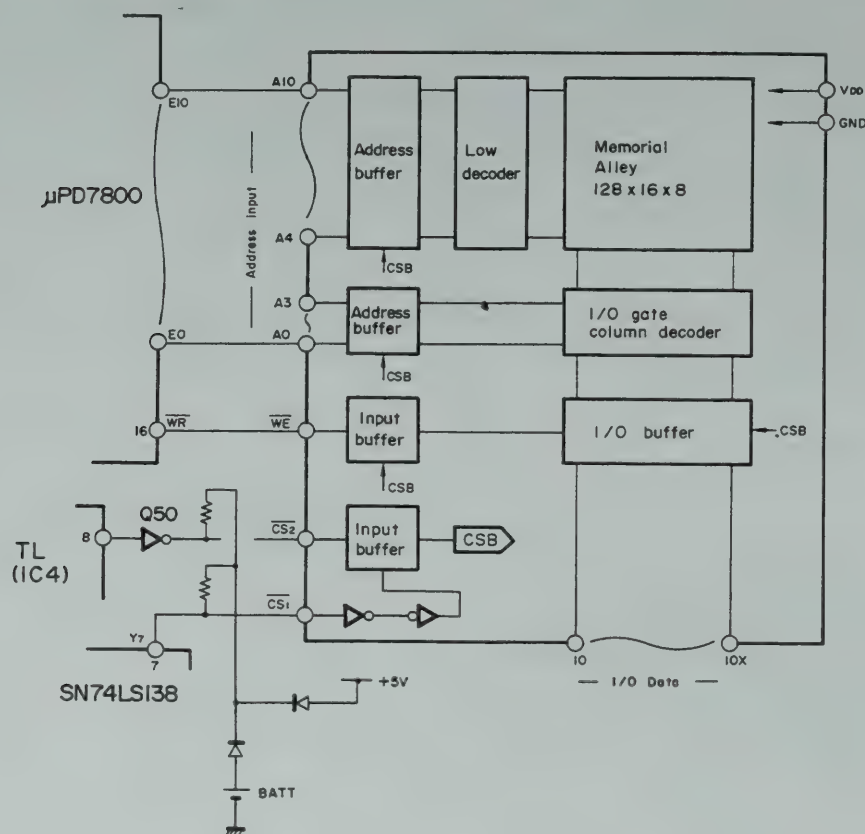 E10
A10
VDD
GND
Address
buffer
Low
decoder
Memorial
Alley
128 x 16 x 8
μPD7800
Address Input
A4
CSB
A3
Address
buffer
I/O gate
column decoder
E0
A0
CSB
16
WR
WE
Input
buffer
I/O buffer
CSB
CSB
Q50
8
TL
(IC4)
CS2
Input
buffer
CSB
CS1
Y7
7
SN74LS138
IO
IOX
I/O Data
+5V
BATT